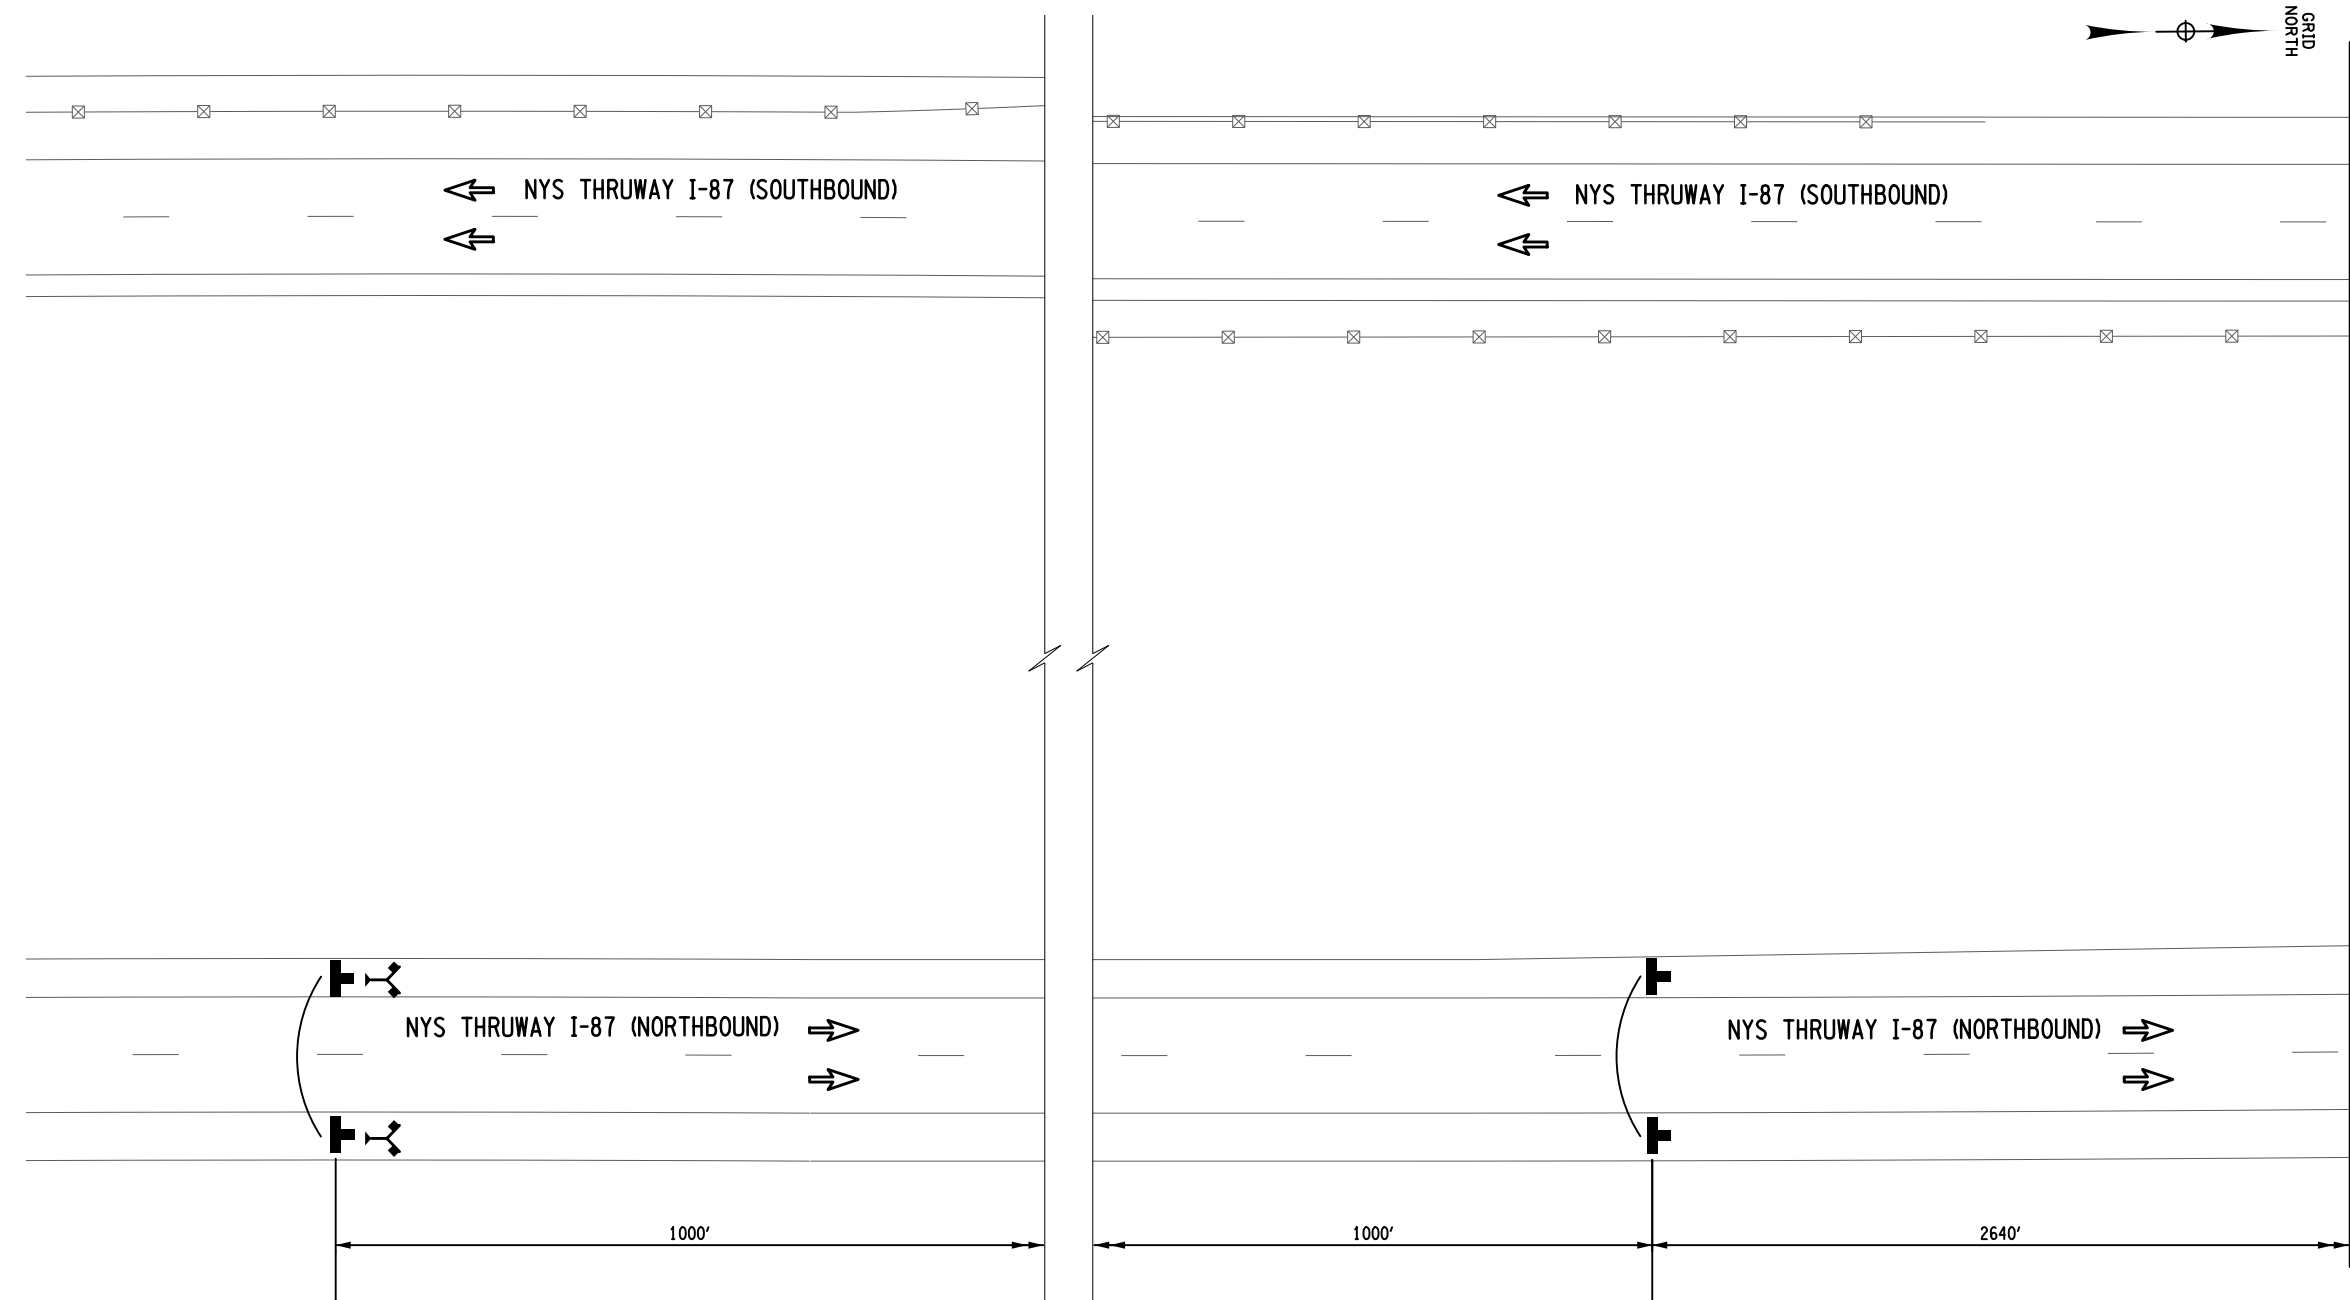 GRID
NORTH
NYS THRUWAY I-87 (SOUTHBOUND)
NYS THRUWAY I-87 (SOUTHBOUND)
NYS THRUWAY I-87 (NORTHBOUND)
NYS THRUWAY I-87 (NORTHBOUND)
1000'
1000'
2640'